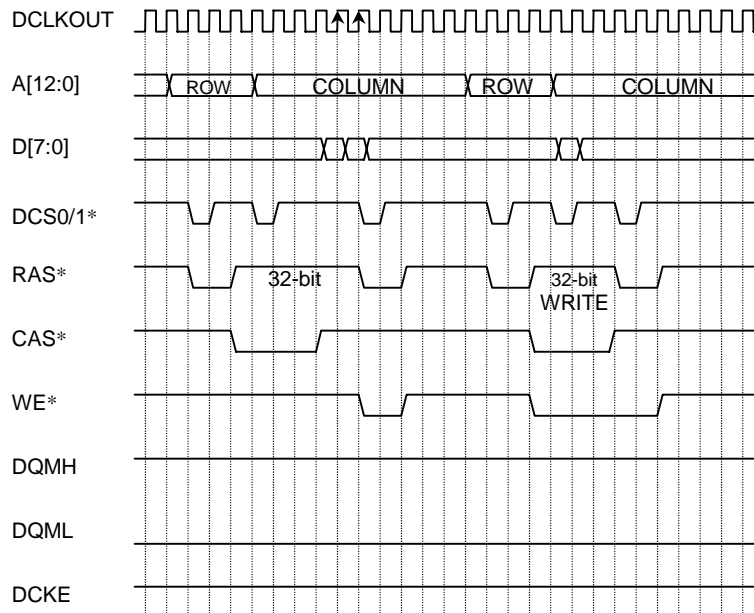 DCLKOUT
A[12:0] ROW COLUMN ROW COLUMN
D[7:0]
DCS0/1*
RAS* 32-bit 32-bit
WRITE
CAS*
WE*
DQMH
DQML
DCKE